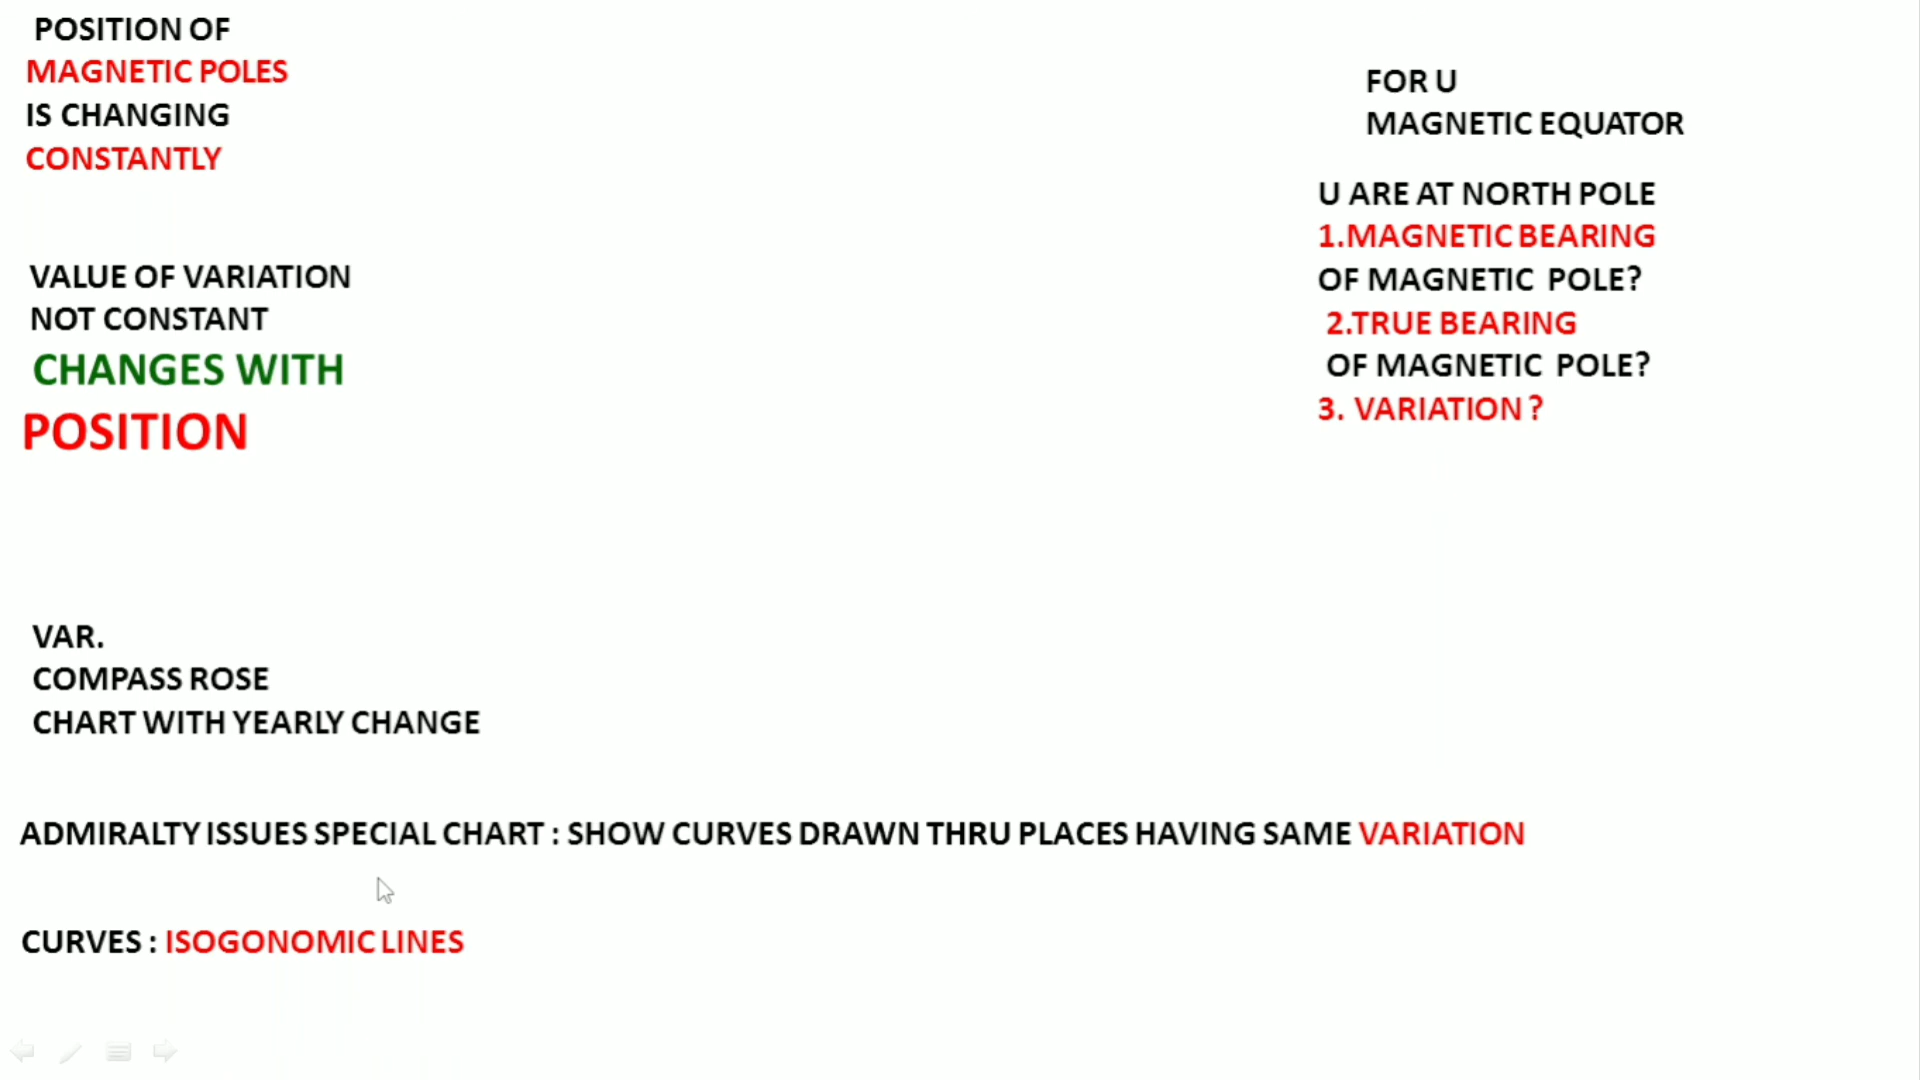 POSITION OF
MAGNETIC POLES
IS CHANGING
CONSTANTLY
VALUE OF VARIATION
NOT CONSTANT
CHANGES WITH
POSITION
VAR.
COMPASS ROSE
CHART WITH YEARLY CHANGE
FOR U
MAGNETIC EQUATOR
U ARE AT NORTH POLE
1.MAGNETIC BEARING
OF MAGNETIC POLE?
2.TRUE BEARING
OF MAGNETIC POLE?
3. VARIATION ?
ADMIRALTY ISSUES SPECIAL CHART : SHOW CURVES DRAWN THRU PLACES HAVING SAME VARIATION
CURVES : ISOGONOMIC LINES